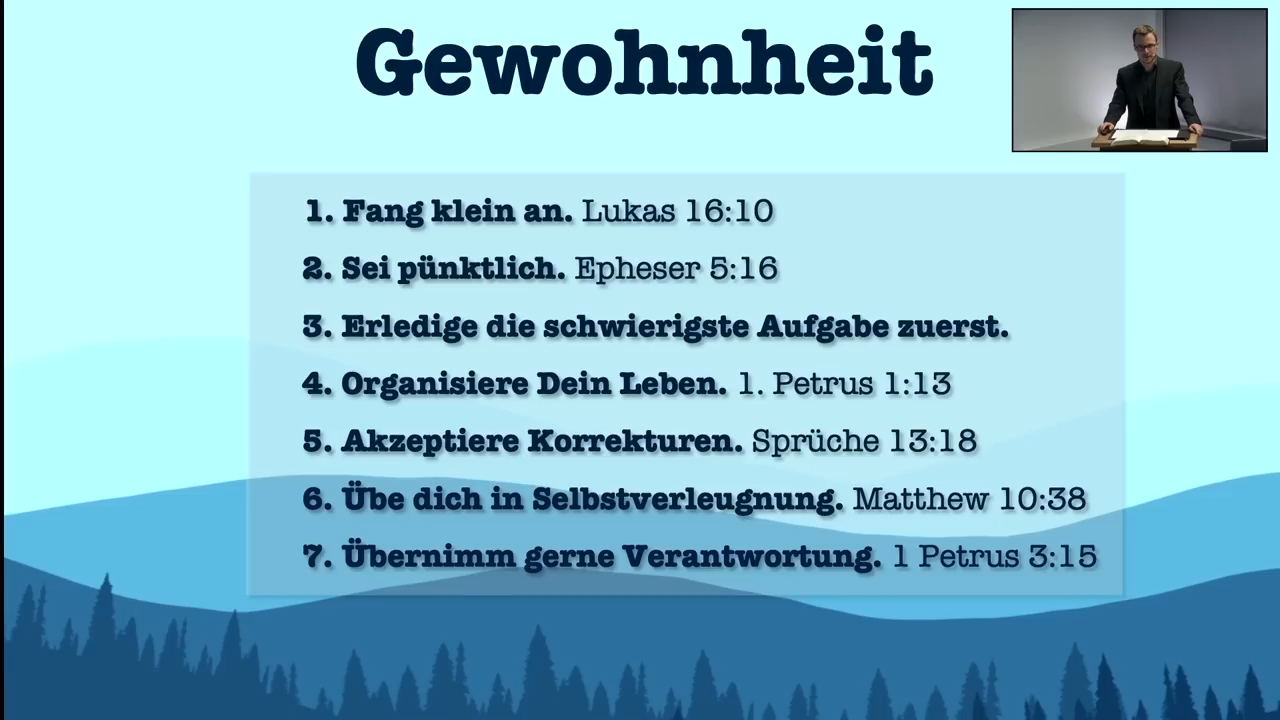 Gewohnheit
1. Fang klein an. Lukas 16:10
2. Sei pünktlich. Epheser 5:16
3. Erledige die schwierigste Aufgabe zuerst.
4. Organisiere Dein Leben. 1. Petrus 1:13
5. Akzeptiere Korrekturen. Sprüche 13:18
6. Übe dich in Selbstverleugnung. Matthew 10:38
7. Übernimm gerne Verantwortung. 1 Petrus 3:15